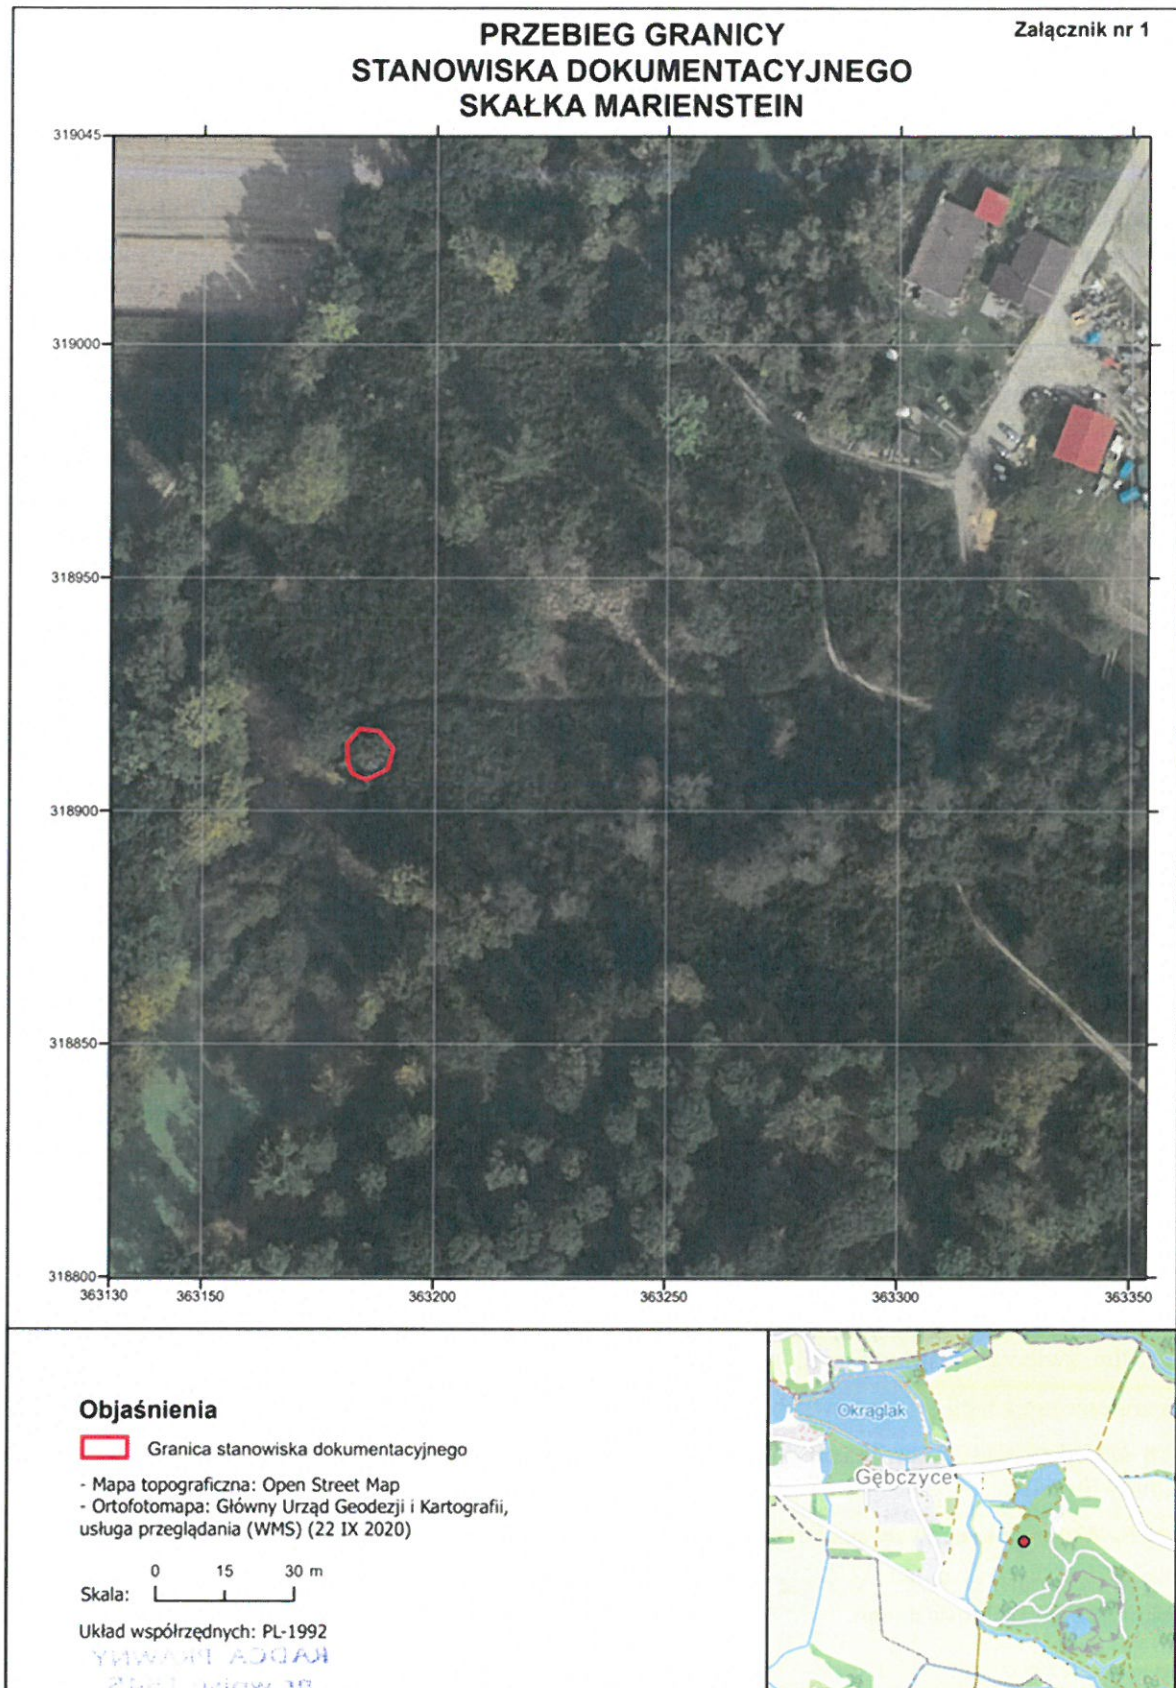 Załącznik nr 1
PRZEBIEG GRANICY
STANOWISKA DOKUMENTACYJNEGO
SKAŁKA MARIENSTEIN
319045
319000
318950
318900
318850
318800
363130 363150 363200 363250 363300 363350
Objaśnienia
Granica stanowiska dokumentacyjnego
- Mapa topograficzna: Open Street Map
- Ortofotomapa: Główny Urząd Geodezji i Kartografii,
usługa przeglądania (WMS) (22 IX 2020)
0 15 30 m
Skala:
Układ współrzędnych: PL-1992
RADCA PRAWNY
Okrąglak
Gębczyce